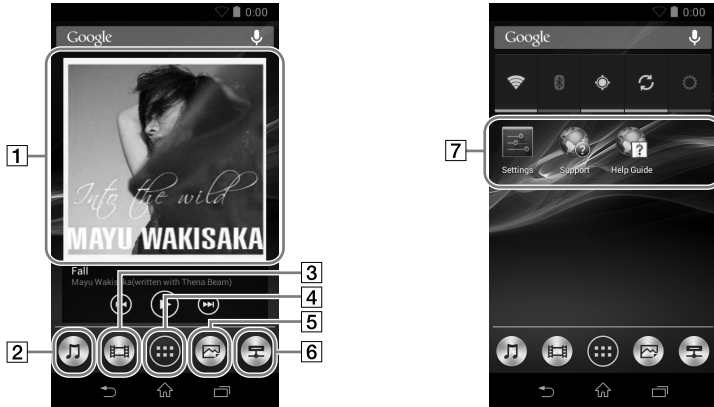 0:00
Google
Into the wild
MAYU WAKISAKA
Fall
Mayu Wakisaka(written with Thena Beam)
1
2
3
4
5
6
0:00
Google
7
Settings
Support
Help Guide